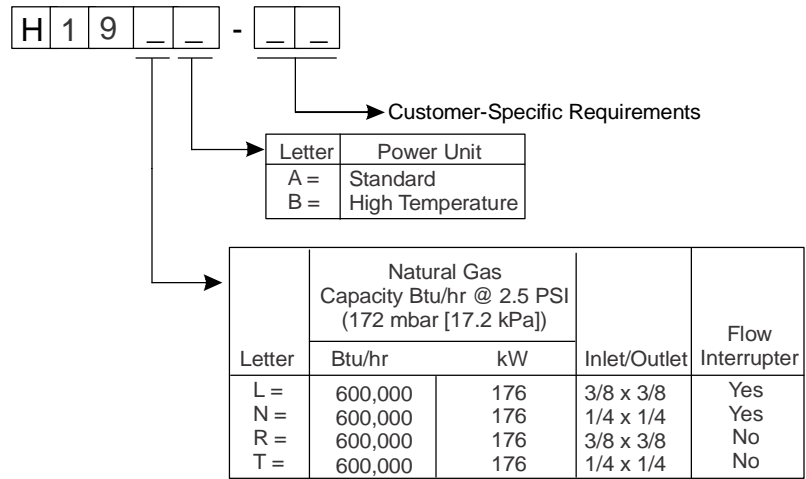 H 1 9 _ _ - _ _
Customer-Specific Requirements
Letter Power Unit
A = Standard
B = High Temperature
Natural Gas
Capacity Btu/hr @ 2.5 PSI
(172 mbar [17.2 kPa])
Flow
Letter Btu/hr kW Inlet/Outlet Interrupter
L = 600,000 176 3/8 x 3/8 Yes
N = 600,000 176 1/4 x 1/4 Yes
R = 600,000 176 3/8 x 3/8 No
T = 600,000 176 1/4 x 1/4 No